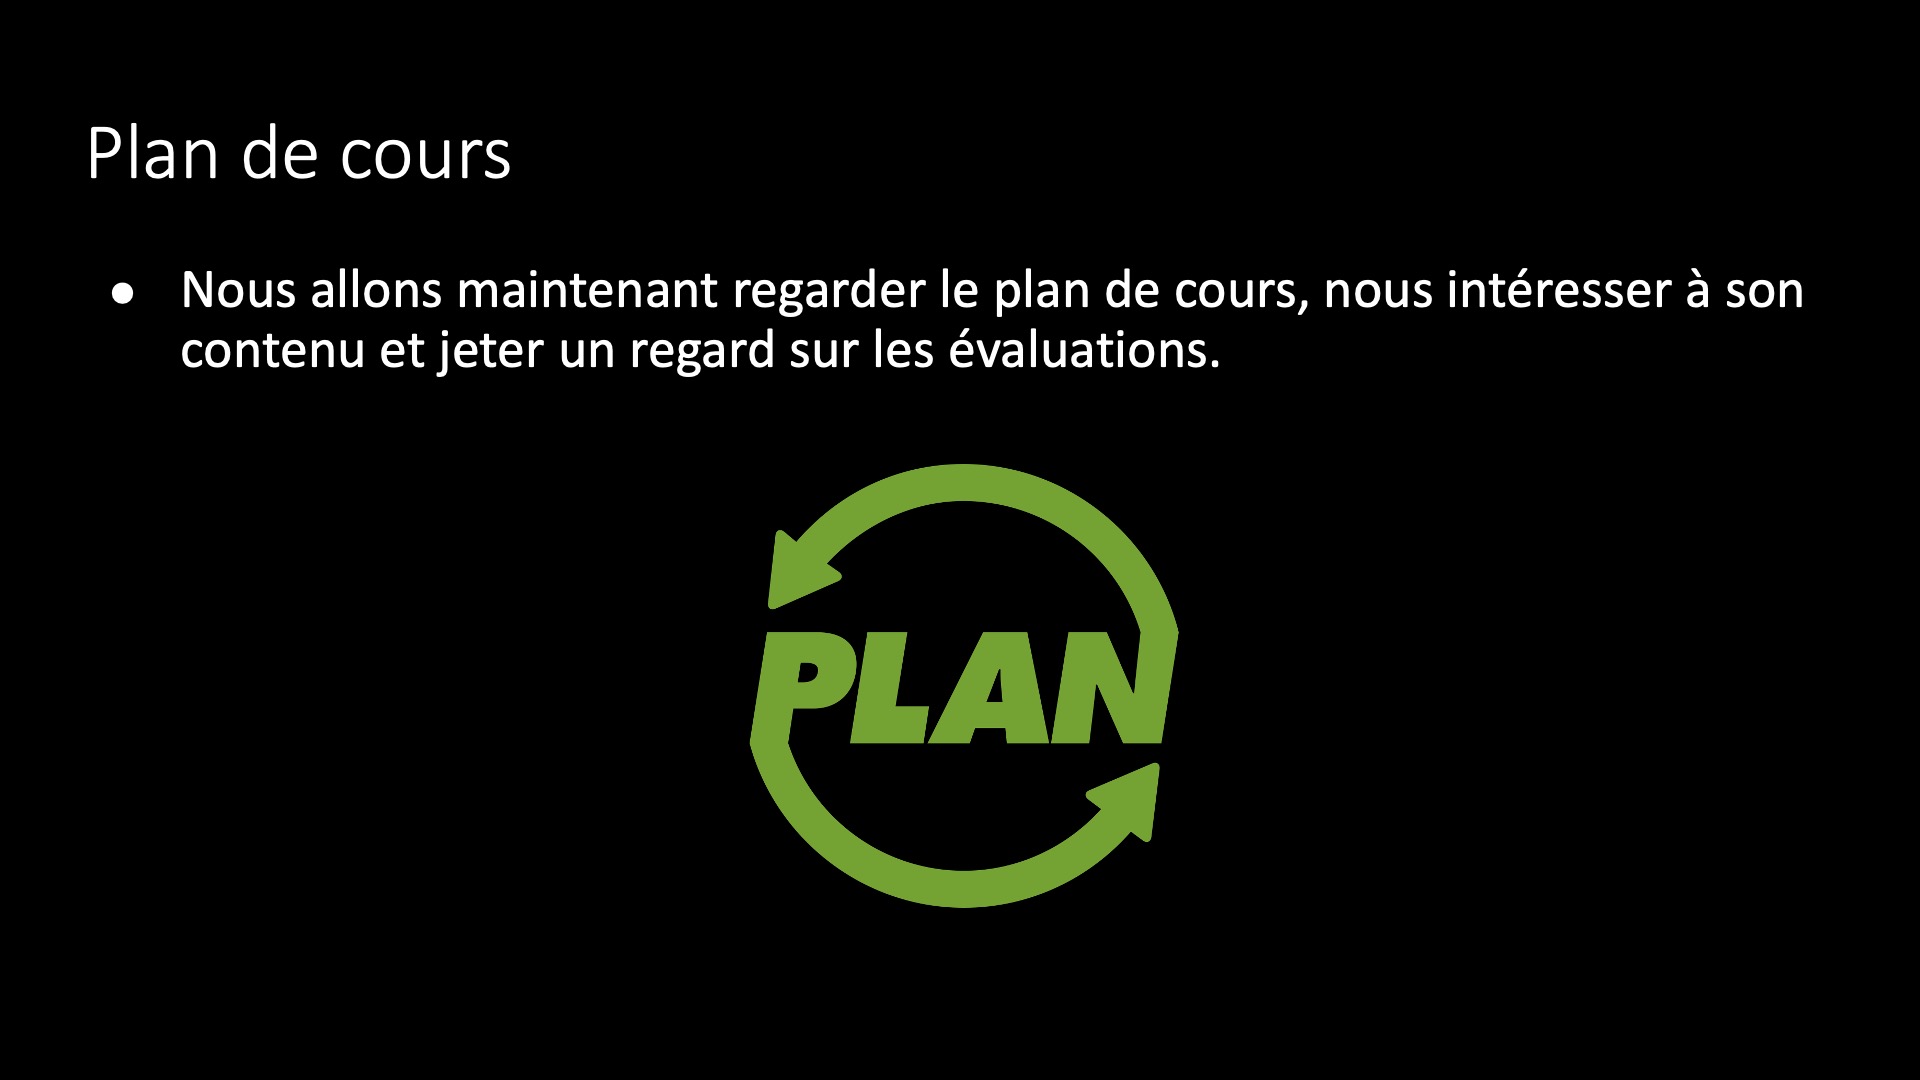 Plan de cours
● Nous allons maintenant regarder le plan de cours, nous intéresser à son
contenu et jeter un regard sur les évaluations.
PLAN